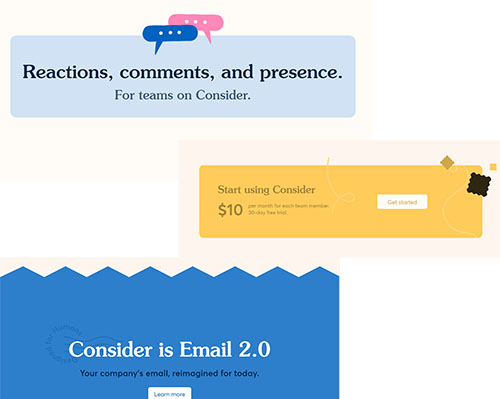 Reactions, comments, and presence.
For teams on Consider.
Start using Consider
$10
per month for each team member.
30-day free trial.
Get started
Designed for Humans
Consider is Email 2.0
Your company's email, reimagined for today.
Learn more